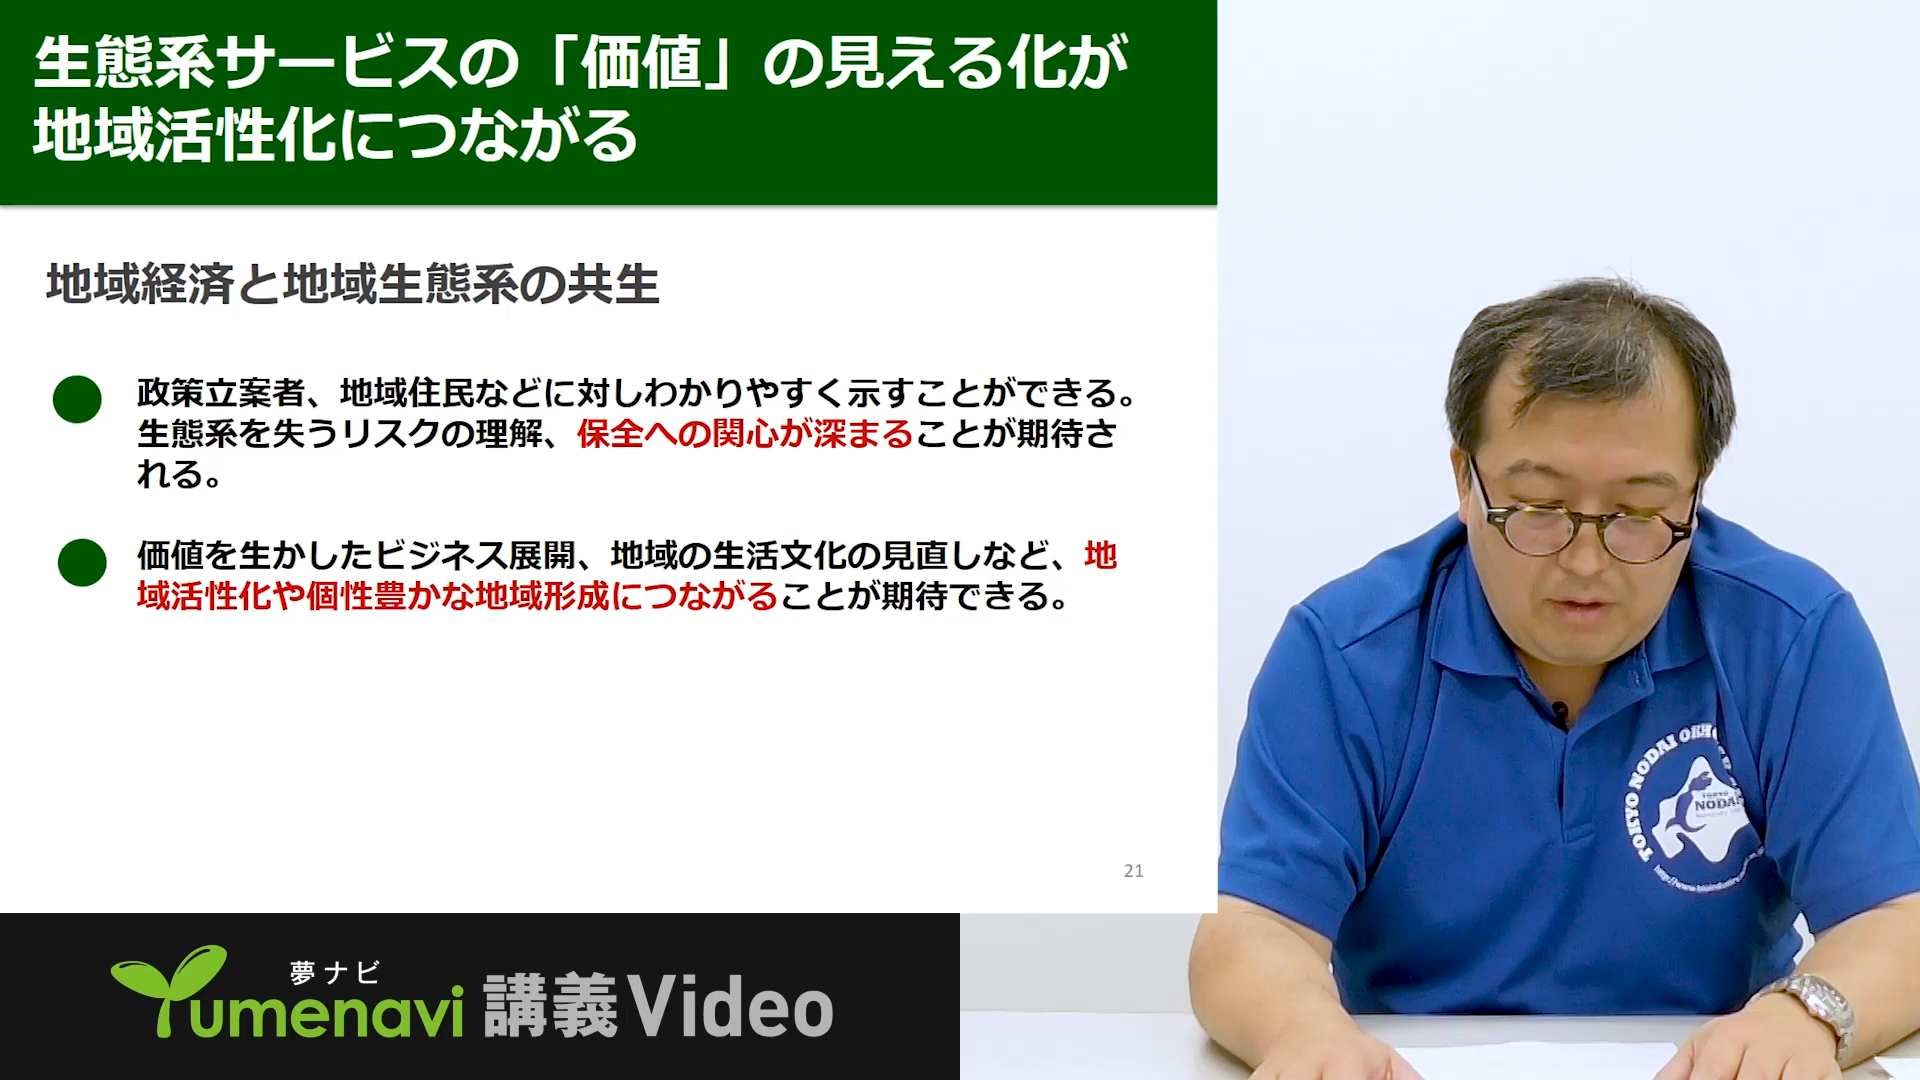 生態系サービスの「価値」の見える化が
地域活性化につながる
地域経済と地域生態系の共生
政策立案者、地域住民などに対しわかりやすく示すことができる。
生態系を失うリスクの理解、保全への関心が深まることが期待さ
れる。
価値を生かしたビジネス展開、地域の生活文化の見直しなど、地
域活性化や個性豊かな地域形成につながることが期待できる。
21
夢ナビ
Yumenavi 講義Video
TOKYO NODAI
NODAI